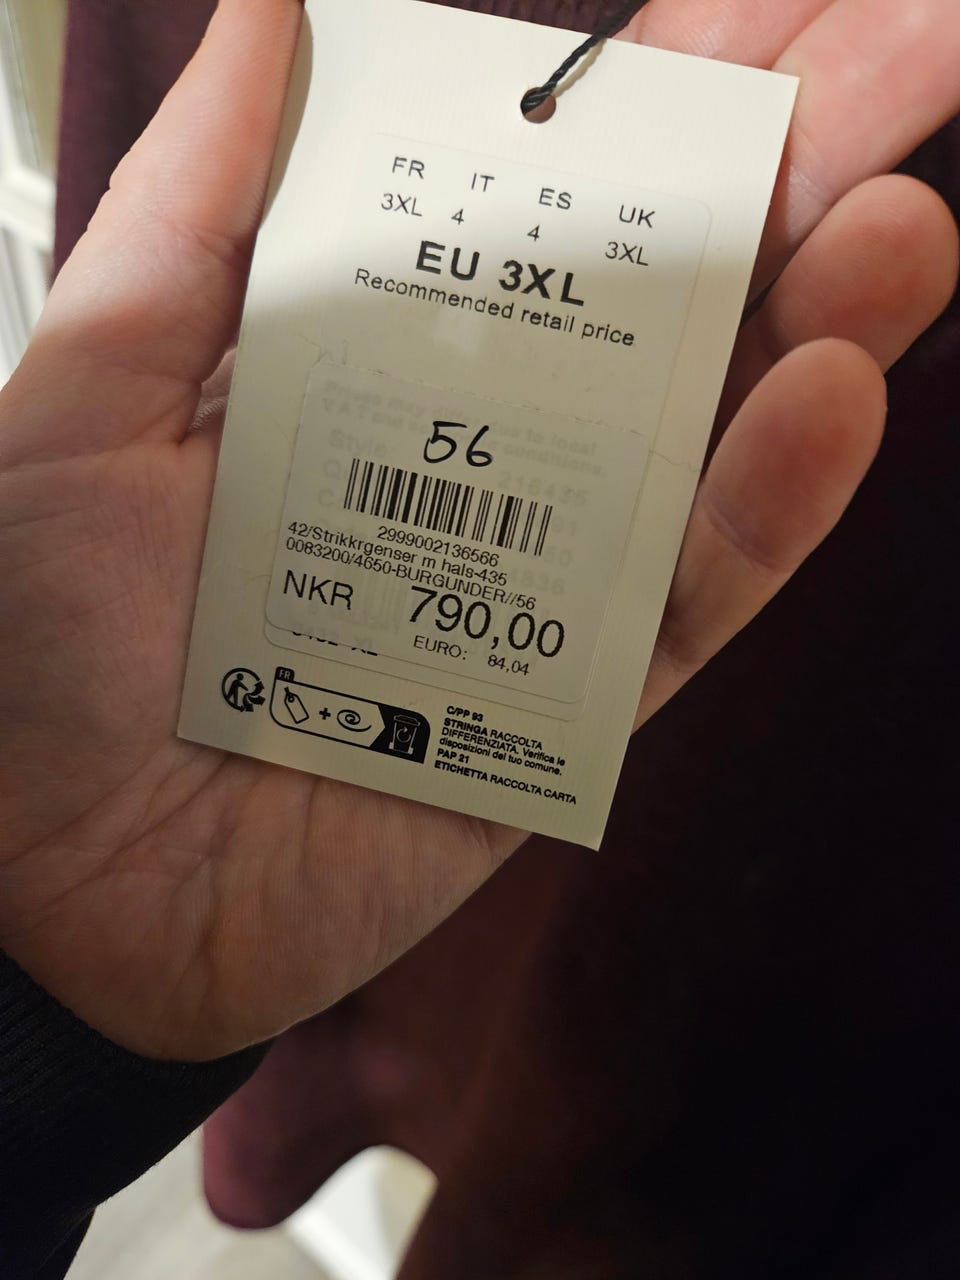 FR IT ES UK
3XL 4 4 3XL
EU 3XL
Recommended retail price
56
2999002136566
42/Strikkrgenser m hals-435
0083200/4650-BURGUNDER//56
NKR 790,00
EURO: 84,04
FR
C/PP 93
STRINGA RACCOLTA
DIFFERENZIATA. Verifica le
disposizioni del tuo comune.
PAP 21
ETICHETTA RACCOLTA CARTA